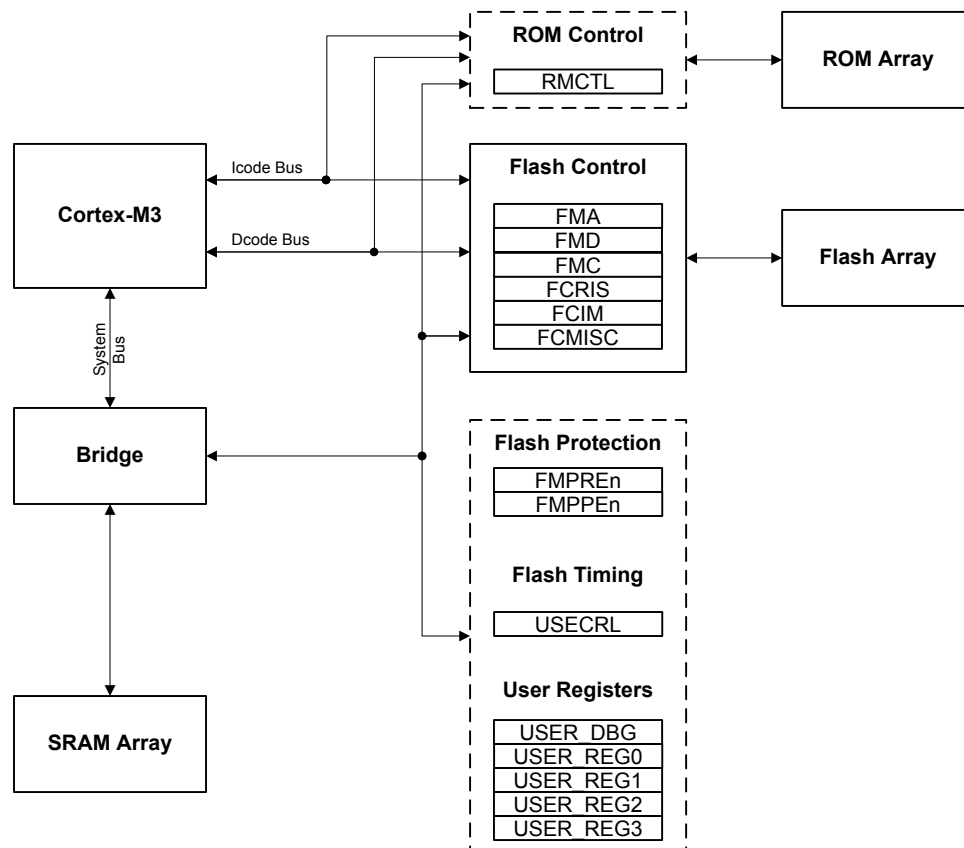 ROM Control
RMCTL
ROM Array
Cortex-M3
Icode Bus
Dcode Bus
Flash Control
FMA
FMD
FMC
FCRIS
FCIM
FCMISC
Flash Array
System
Bus
Bridge
Flash Protection
FMPREn
FMPPEn
Flash Timing
USECRL
User Registers
USER_DBG
USER_REG0
USER_REG1
USER_REG2
USER_REG3
SRAM Array